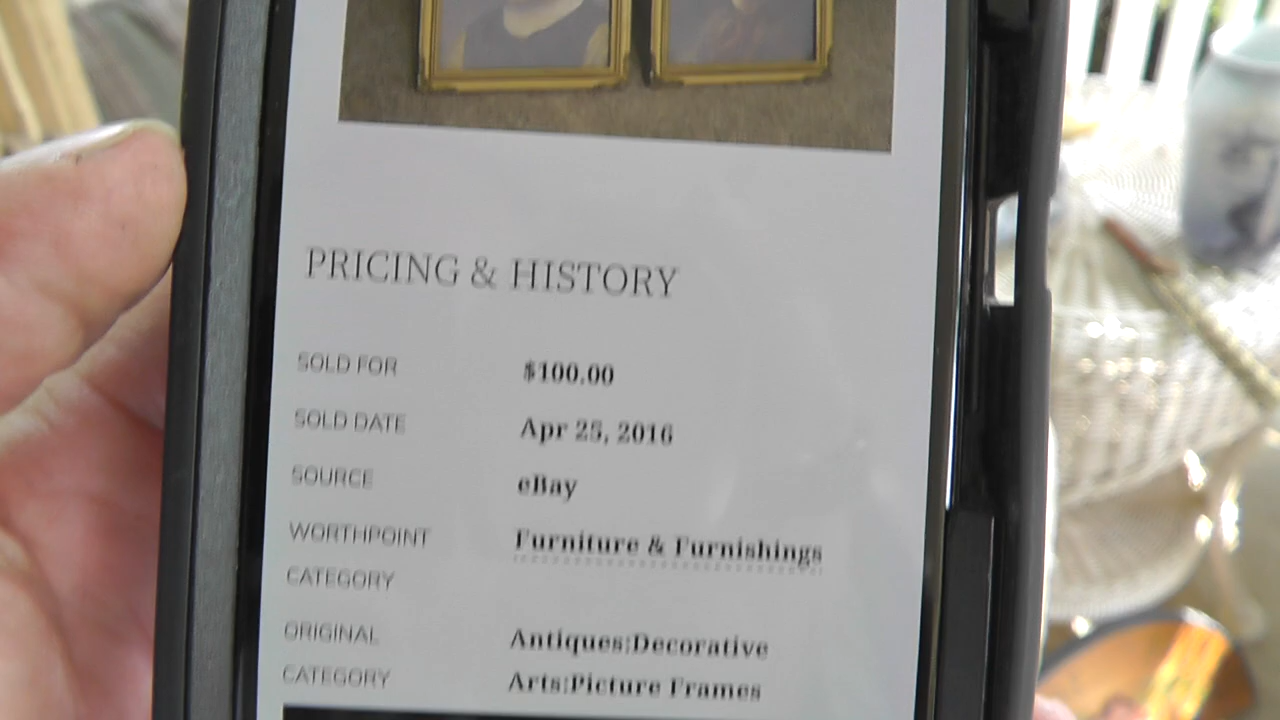 PRICING & HISTORY
SOLD FOR $100.00
SOLD DATE Apr 25, 2016
SOURCE eBay
WORTHPOINT Furniture & Furnishings
CATEGORY
ORIGINAL Antiques:Decorative
CATEGORY Arts:Picture Frames